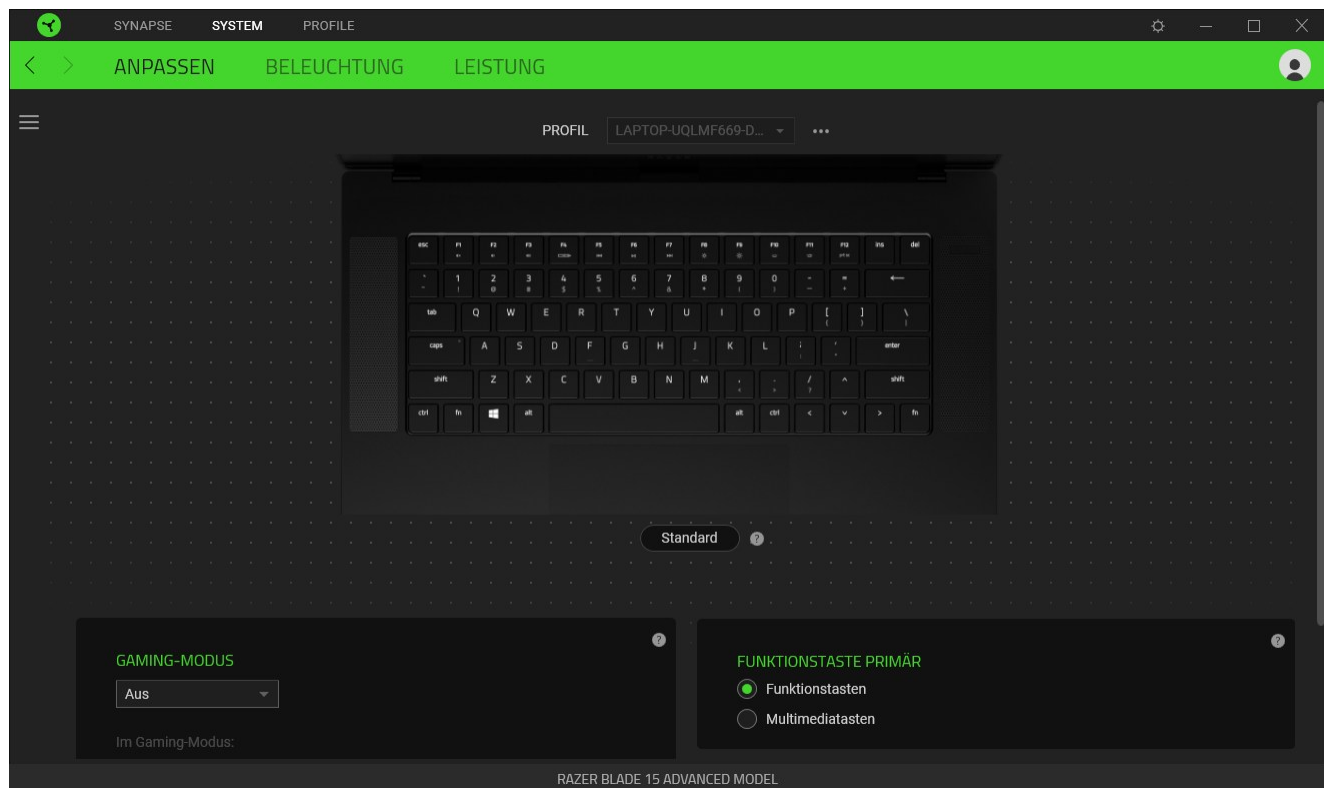 SYNAPSE SYSTEM PROFILE
ANPASSEN BELEUCHTUNG LEISTUNG
PROFIL LAPTOP-UQLMF669-D... •••
esc F1 F2 F3 F4 F5 F6 F7 F8 F9 F10 F11 F12 ins del
1 2 3 4 5 6 7 8 9 0 - =
tab Q W E R T Y U I O P [ ] \
caps A S D F G H J K L ; ' enter
shift Z X C V B N M , . / ^ shift
ctrl fn alt alt ctrl < v > fn
Standard ?
?
GAMING-MODUS
Aus
Im Gaming-Modus:
?
FUNKTIONSTASTE PRIMÄR
Funktionstasten
Multimediatasten
RAZER BLADE 15 ADVANCED MODEL